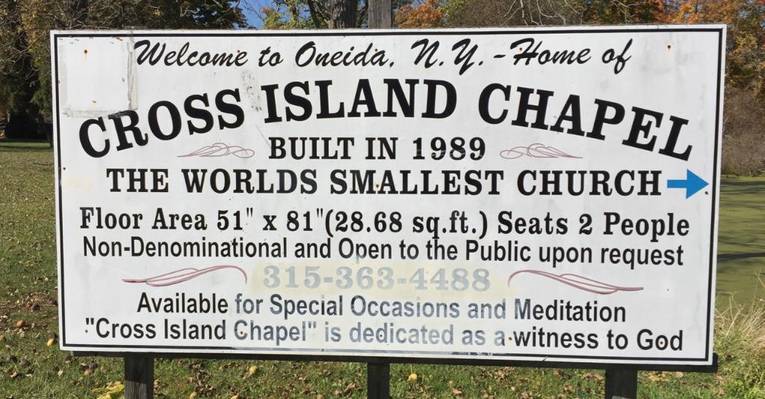 Welcome to Oneida, N.Y.-Home of
CROSS ISLAND CHAPEL
BUILT IN 1989
THE WORLDS SMALLEST CHURCH
Floor Area 51" x 81"(28.68 sq.ft.) Seats 2 People
Non-Denominational and Open to the Public upon request
315-363-4488
Available for Special Occasions and Meditation
"Cross Island Chapel" is dedicated as a witness to God